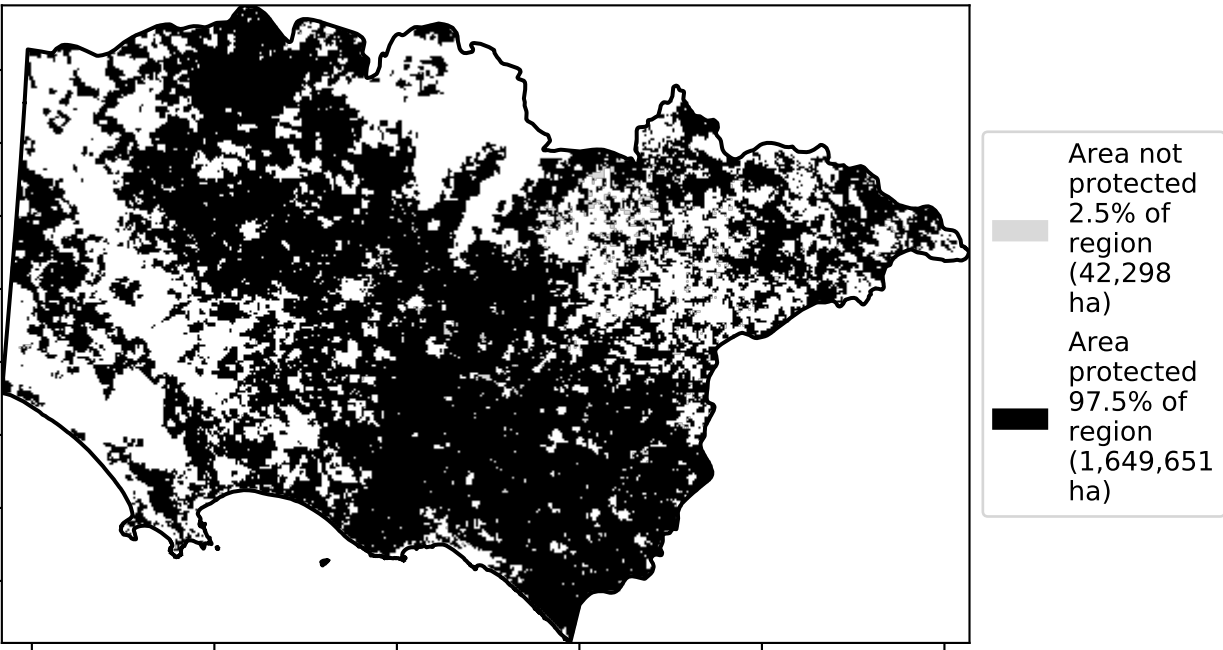 Area not
protected
2.5% of
region
(42,298
ha)
Area
protected
97.5% of
region
(1,649,651
ha)